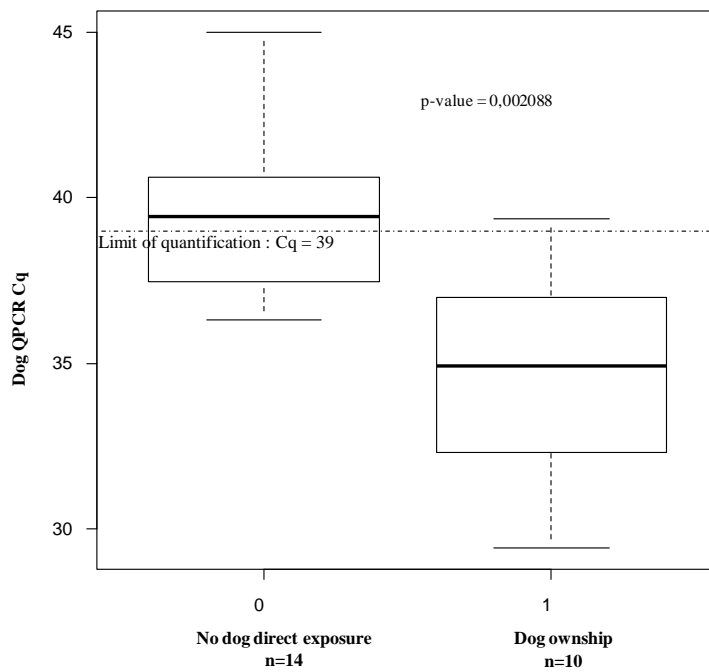 45
p-value = 0,002088
40
Limit of quantification : Cq = 39
Dog QPCR Cq
35
30
0 1
No dog direct exposure Dog ownship
n=14 n=10